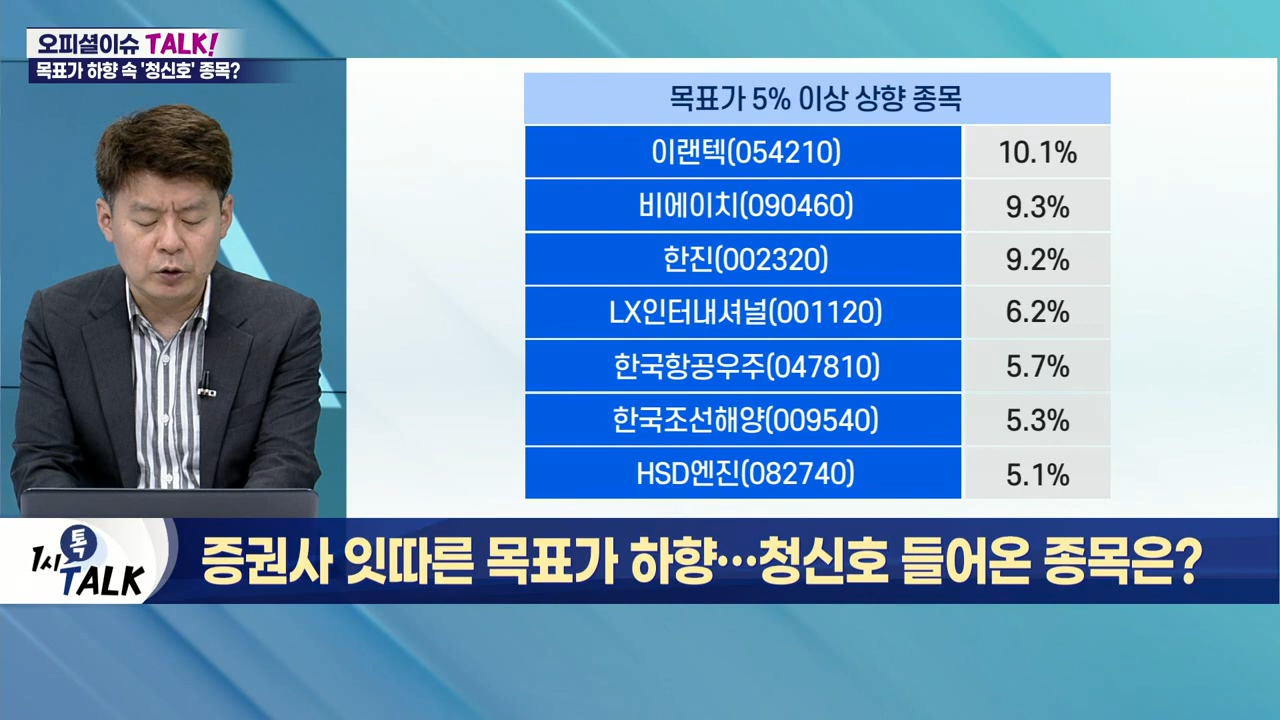 오피셜이슈 TALK!
목표가 하향 속 '청신호' 종목?
목표가 5% 이상 상향 종목
이랜텍(054210) 10.1%
비에이치(090460) 9.3%
한진(002320) 9.2%
LX인터내셔널(001120) 6.2%
한국항공우주(047810) 5.7%
한국조선해양(009540) 5.3%
HSD엔진(082740) 5.1%
1시 톡 TALK
증권사 잇따른 목표가 하향…청신호 들어온 종목은?